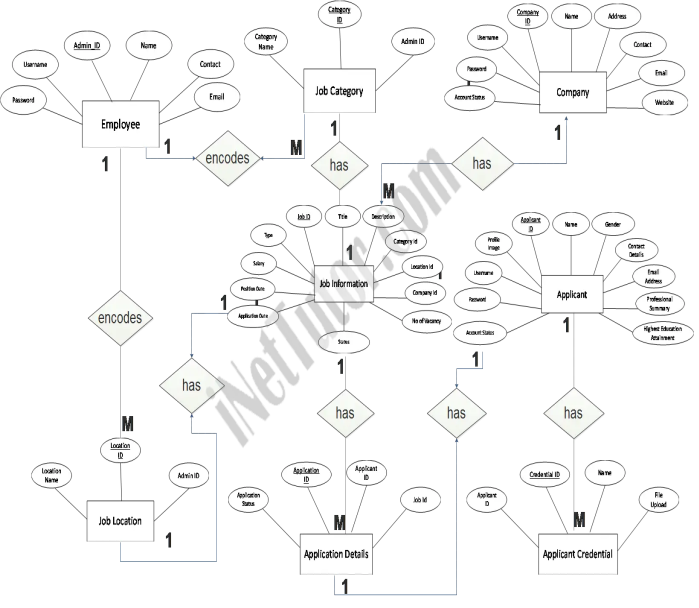 Category
ID
Category
Name
Admin ID
Job Category
Admin_ID
Name
Username
Contact
Password
Email
Employee
Company
ID
Name
Address
Username
Contact
Password
Email
Account Status
Website
Company
1
1
M
1
1
encodes
has
has
M
Job ID
Title
Description
Type
Category Id
Salary
Location Id
Position Date
Company Id
Application Date
No of Vacancy
Status
1
Job Information
1
1
Applicant
ID
Name
Gender
Profile
Image
Contact
Details
Username
Email
Address
Password
Professional
Summary
Account Status
Highest Education
Attainment
Applicant
1
1
1
encodes
has
has
has
has
M
Location
ID
Location
Name
Admin ID
Job Location
1
Application
ID
Applicant
ID
Application
Status
Job Id
M
Application Details
1
Credential ID
Name
Applicant
D
File
Upload
M
Applicant Credential
iNetTutor.com